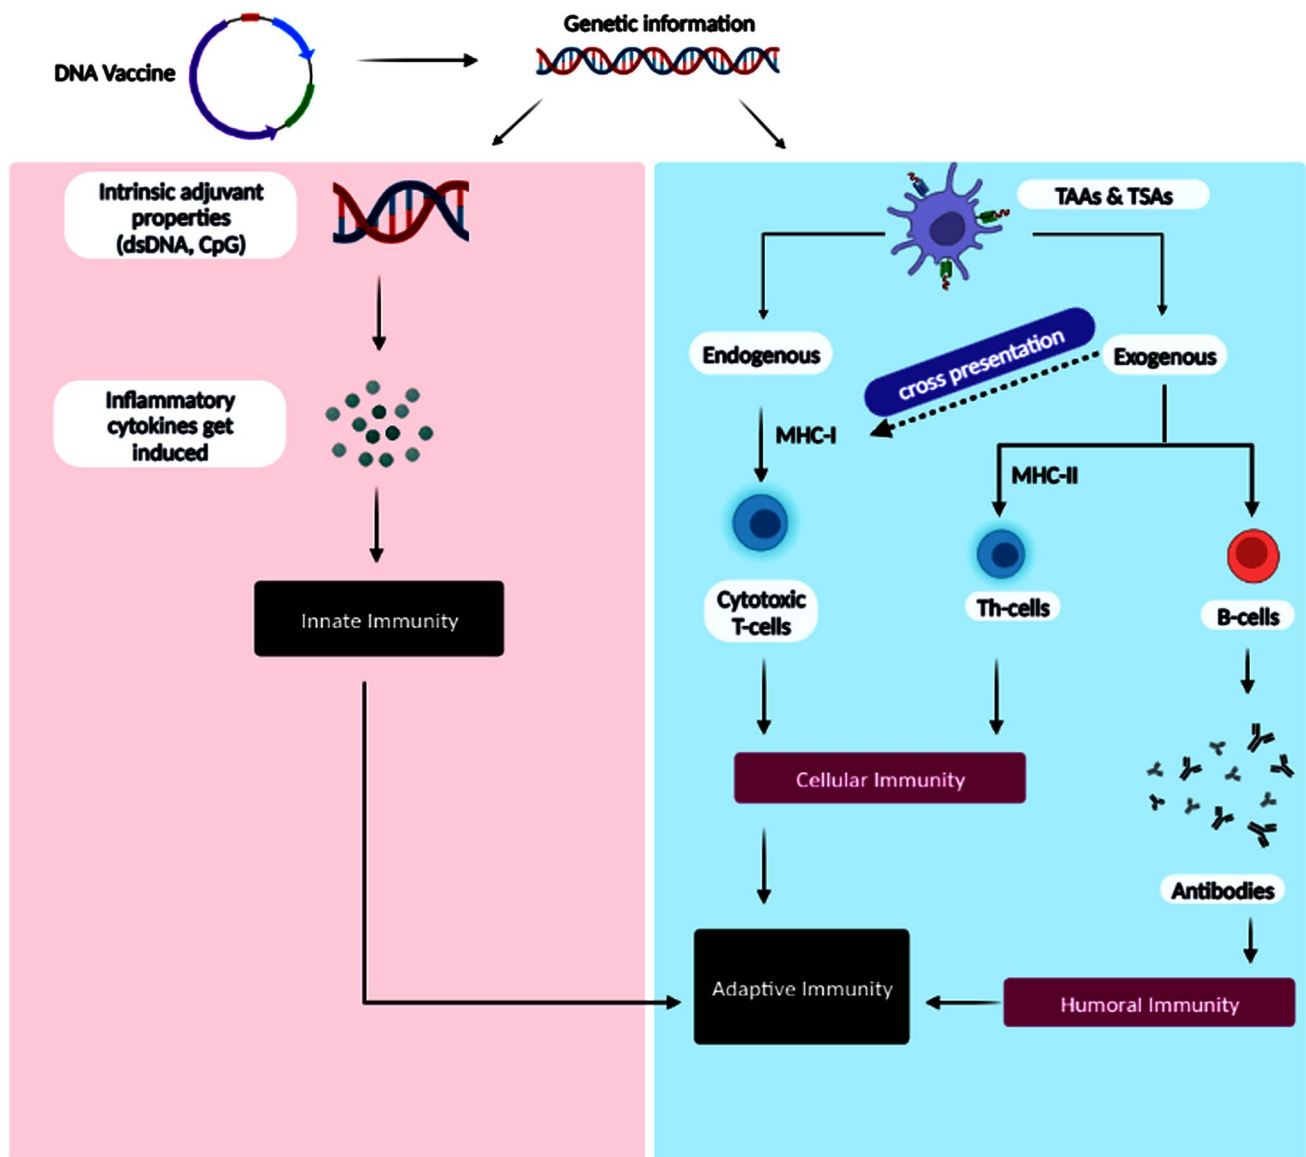 Genetic information
DNA Vaccine
Intrinsic adjuvant
properties
(dsDNA, CpG)
Inflammatory
cytokines get
induced
Innate Immunity
TAAs & TSAs
Endogenous
cross presentation
Exogenous
MHC-I
MHC-II
Cytotoxic
T-cells
Th-cells
B-cells
Cellular Immunity
Antibodies
Adaptive Immunity
Humoral Immunity